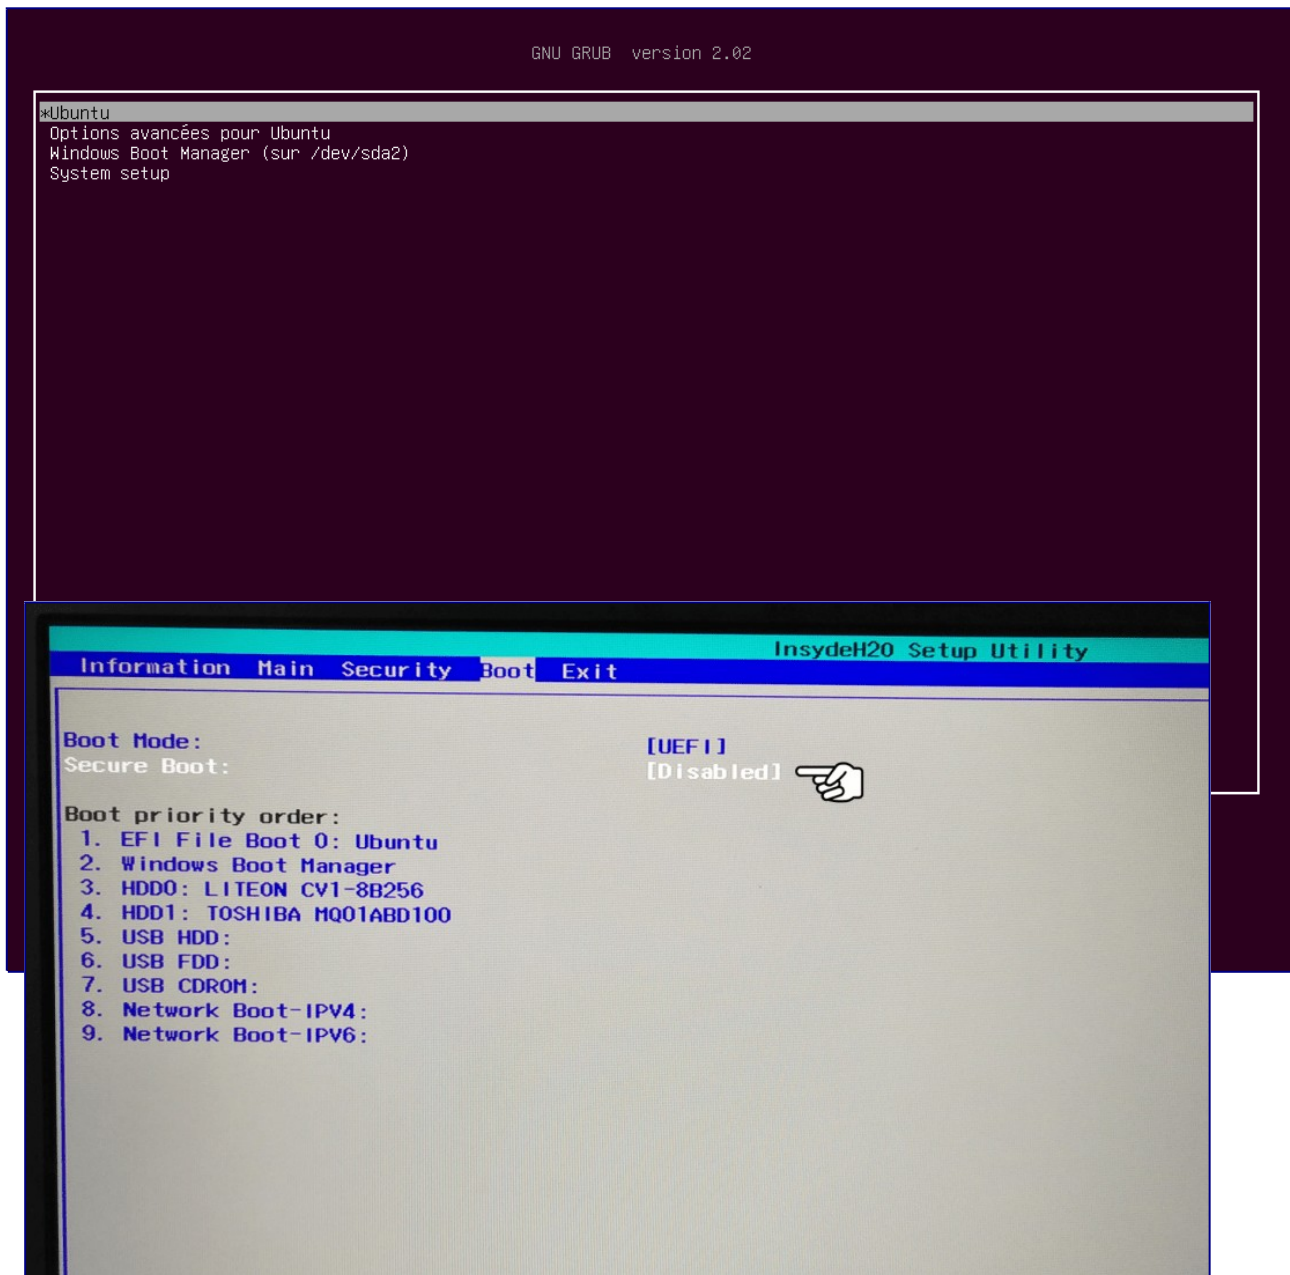 GNU GRUB  version 2.02
*Ubuntu
Options avancées pour Ubuntu
Windows Boot Manager (sur /dev/sda2)
System setup
InsydeH20 Setup Utility
Information Main Security Boot Exit
Boot Mode: [UEFI]
Secure Boot: [Disabled]
Boot priority order:
1. EFI File Boot 0: Ubuntu
2. Windows Boot Manager
3. HDD0: LITEON CV1-8B256
4. HDD1: TOSHIBA MQ01ABD100
5. USB HDD:
6. USB FDD:
7. USB CDROM:
8. Network Boot-IPV4:
9. Network Boot-IPV6: